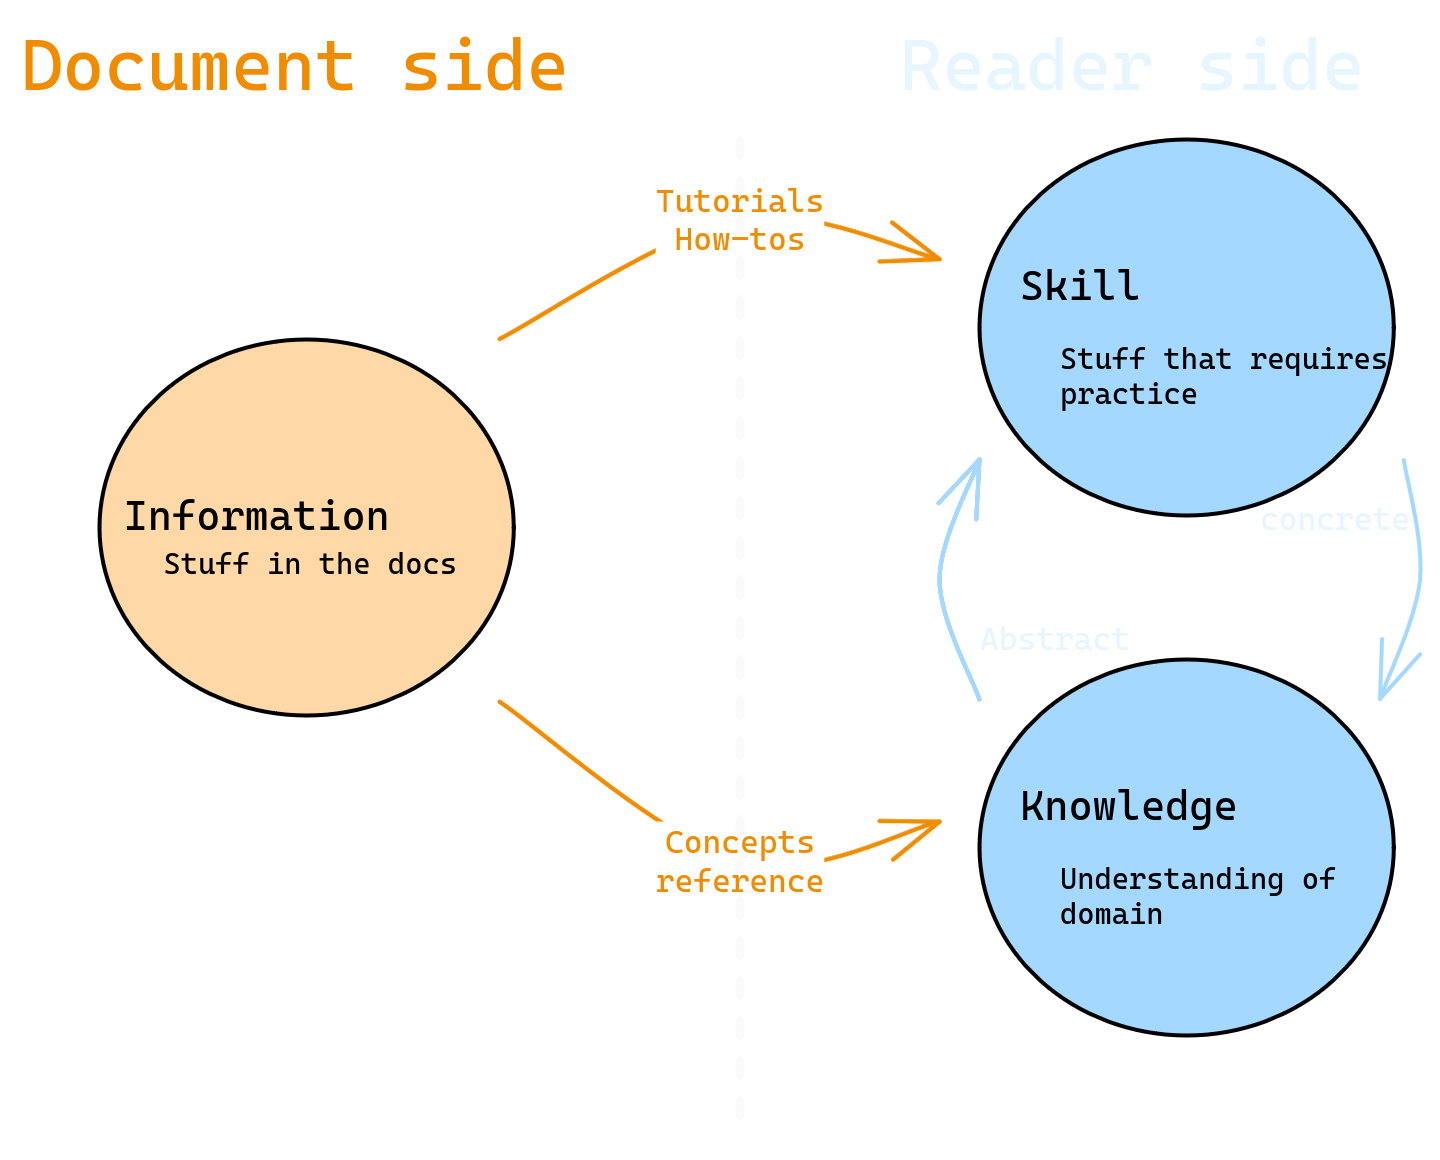 Document side
Reader side
Tutorials
How-tos
Skill
Stuff that requires
practice
Information
Stuff in the docs
concrete
Abstract
Knowledge
Understanding of
domain
Concepts
reference